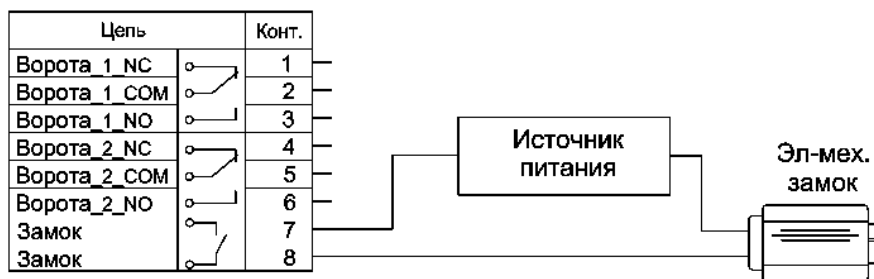 Цепь Конт.
Ворота_1_NC 1
Ворота_1_COM 2
Ворота_1_NO 3
Ворота_2_NC 4
Ворота_2_COM 5
Ворота_2_NO 6
Замок 7
Замок 8
Источник
питания
Эл-мех.
замок